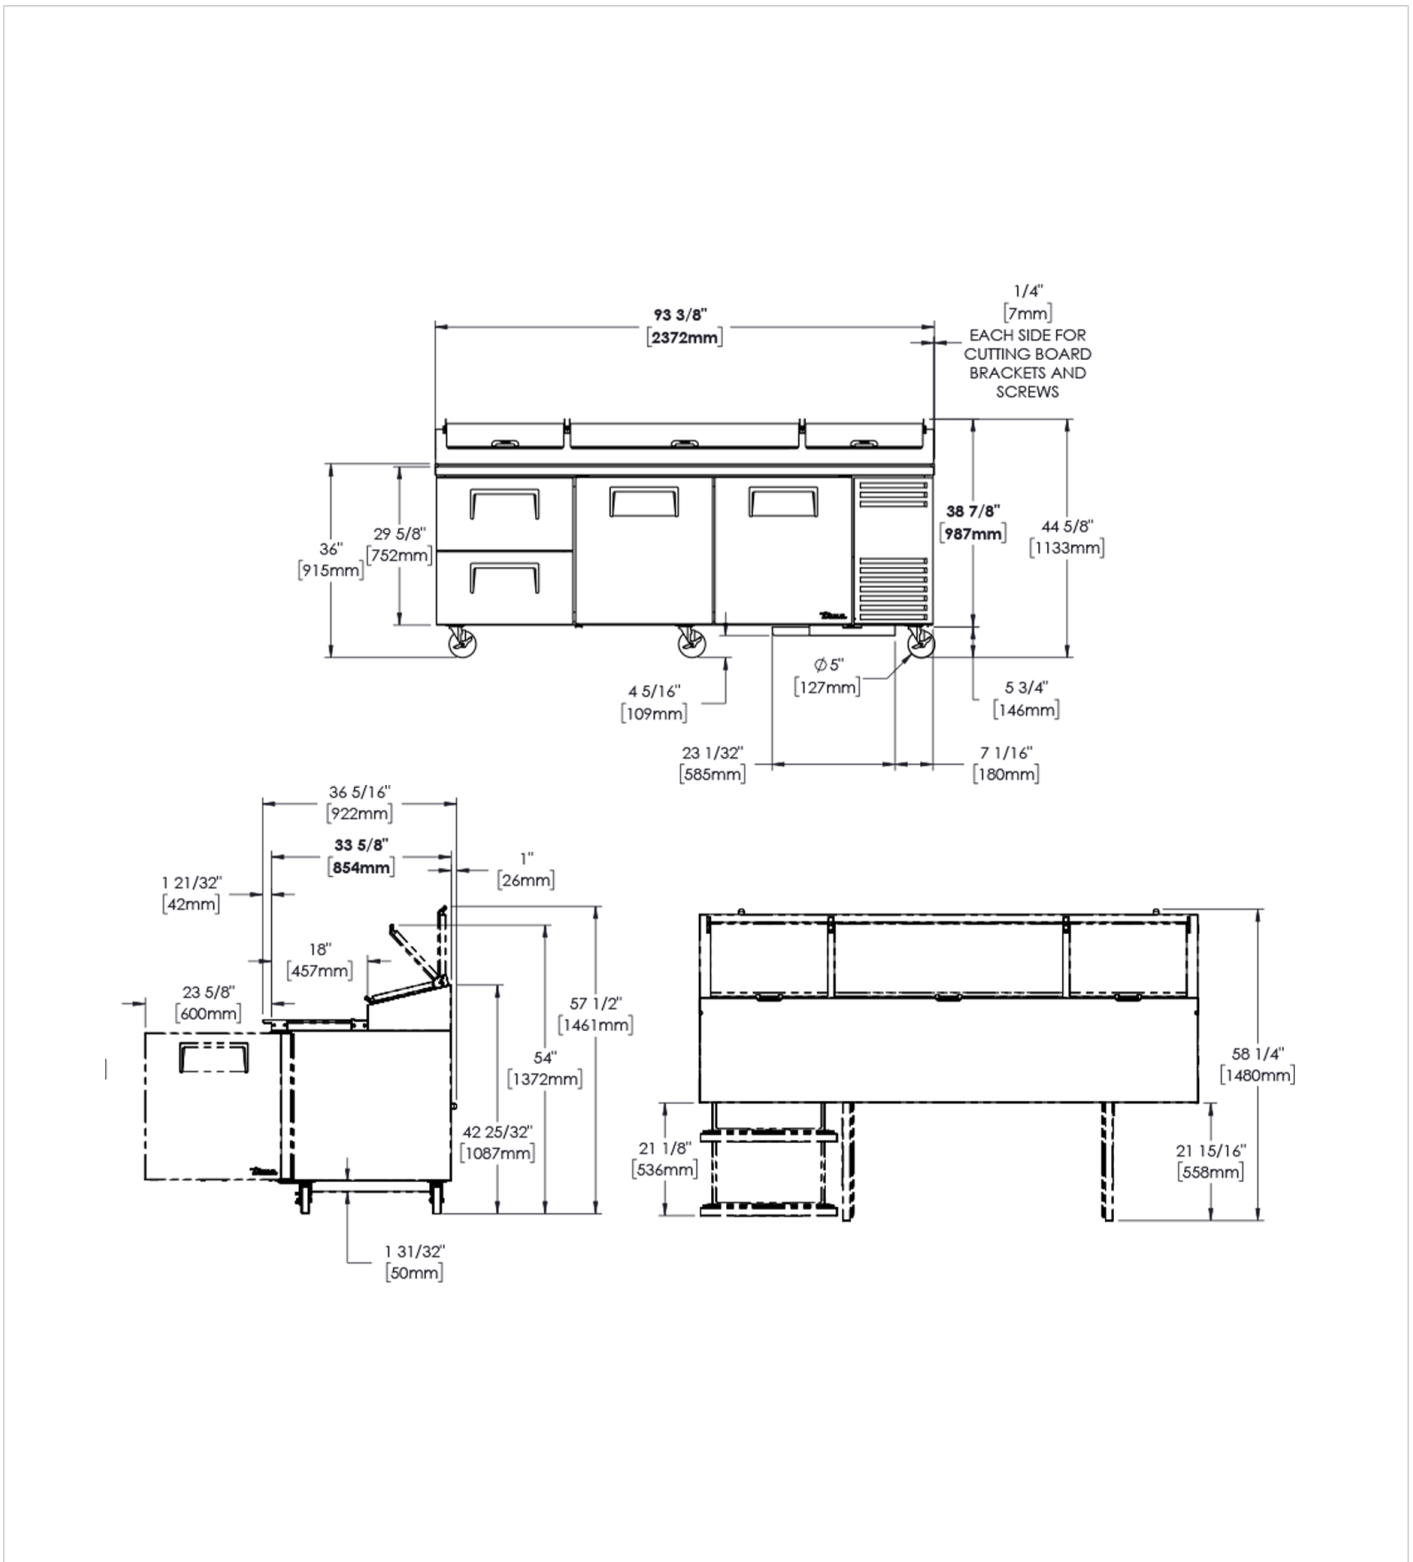 93 3/8"
[2372mm]
1/4"
[7mm]
EACH SIDE FOR
CUTTING BOARD
BRACKETS AND
SCREWS
36"
[915mm]
29 5/8"
[752mm]
38 7/8"
[987mm]
44 5/8"
[1133mm]
True
4 5/16"
[109mm]
Ø5"
[127mm]
5 3/4"
[146mm]
23 1/32"
[585mm]
7 1/16"
[180mm]
36 5/16"
[922mm]
33 5/8"
[854mm]
1"
[26mm]
1 21/32"
[42mm]
18"
[457mm]
23 5/8"
[600mm]
57 1/2"
[1461mm]
54"
[1372mm]
42 25/32"
[1087mm]
True
1 31/32"
[50mm]
58 1/4"
[1480mm]
21 1/8"
[536mm]
21 15/16"
[558mm]